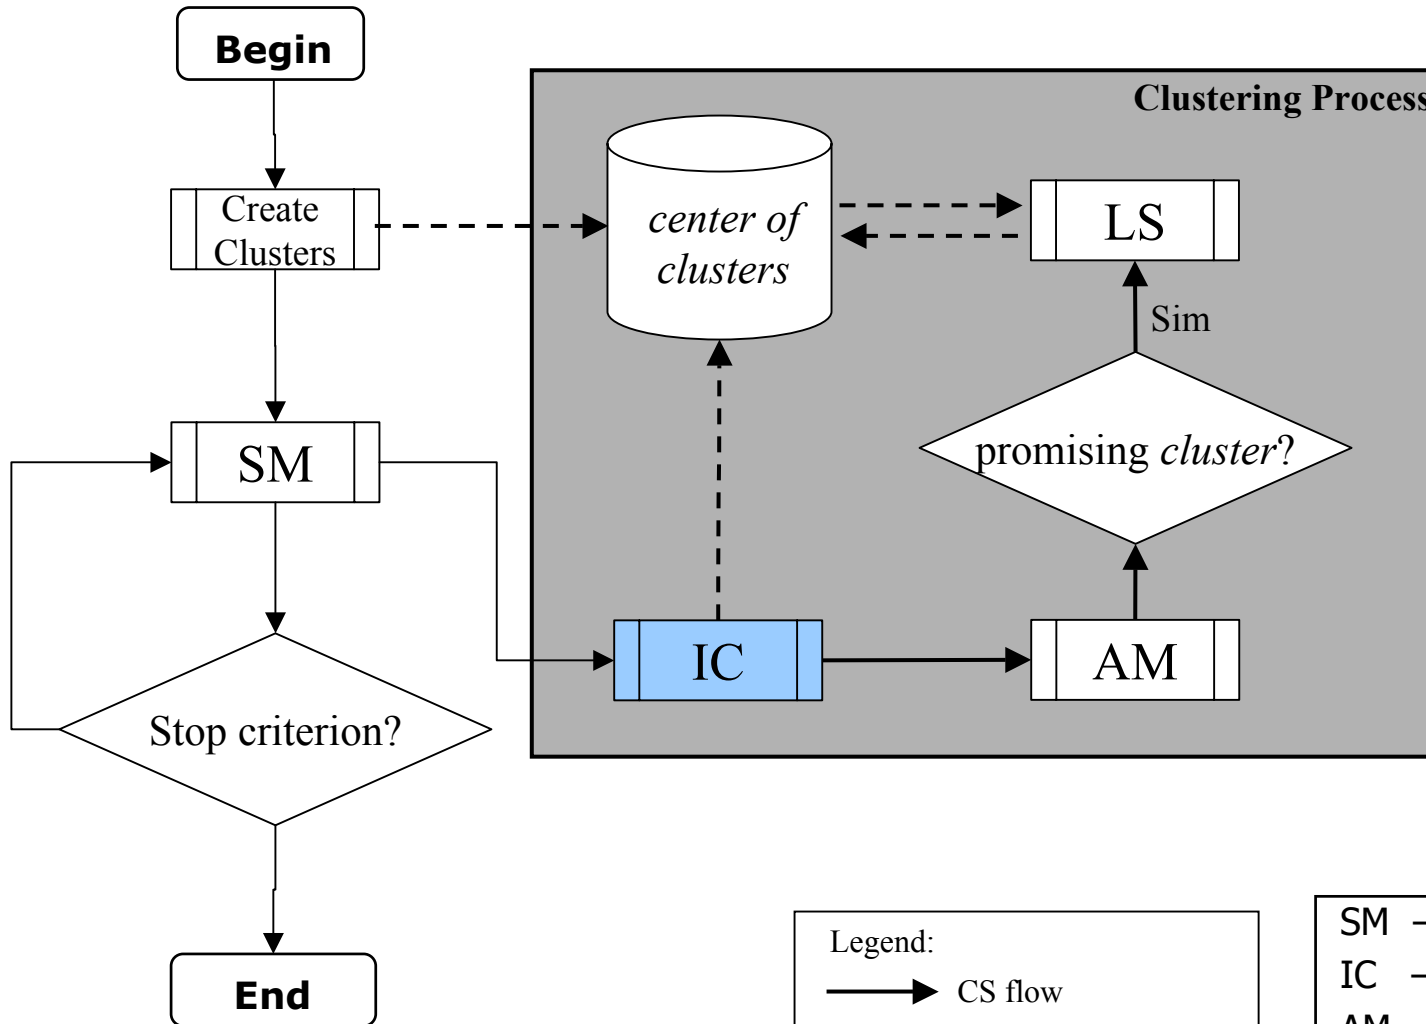 Begin
Clustering Process
Create
Clusters
center of
clusters
LS
Sim
SM
promising cluster?
IC
AM
Stop criterion?
End
Legend:
CS flow
SM –
IC –
AM